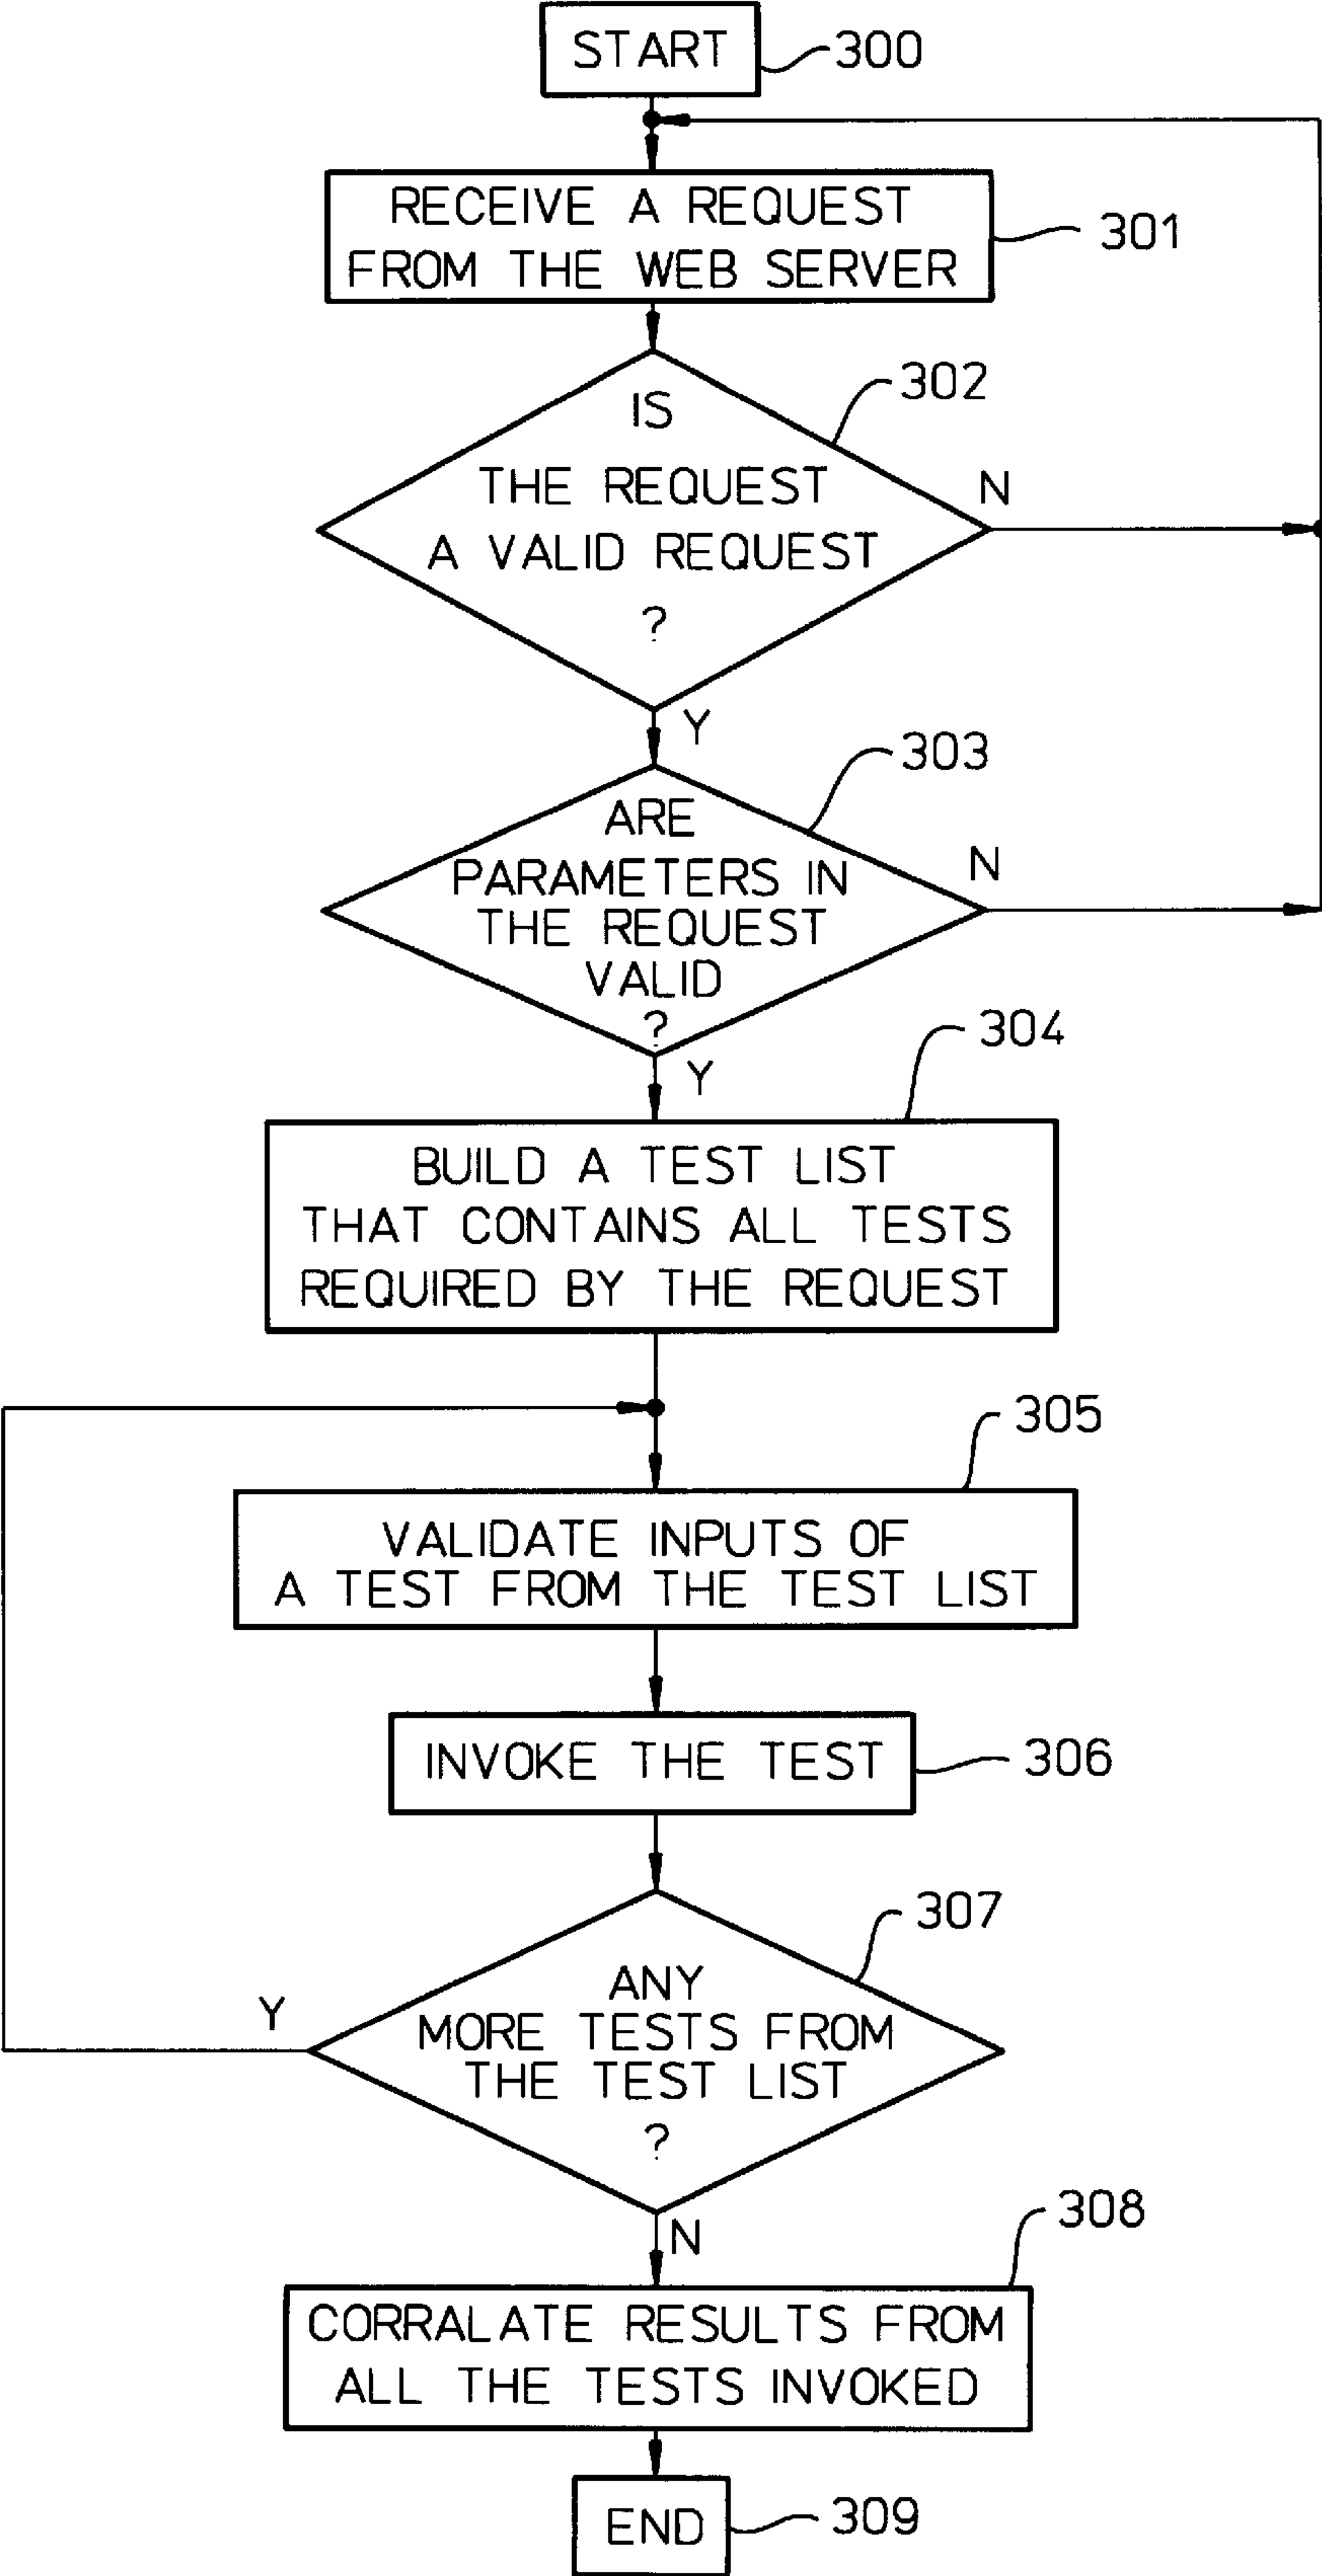 START
300
RECEIVE A REQUEST
FROM THE WEB SERVER
301
302
IS
THE REQUEST
A VALID REQUEST
?
N
Y
303
ARE
PARAMETERS IN
THE REQUEST
VALID
?
N
Y
304
BUILD A TEST LIST
THAT CONTAINS ALL TESTS
REQUIRED BY THE REQUEST
305
VALIDATE INPUTS OF
A TEST FROM THE TEST LIST
INVOKE THE TEST
306
307
ANY
MORE TESTS FROM
THE TEST LIST
?
Y
N
308
CORRALATE RESULTS FROM
ALL THE TESTS INVOKED
END
309